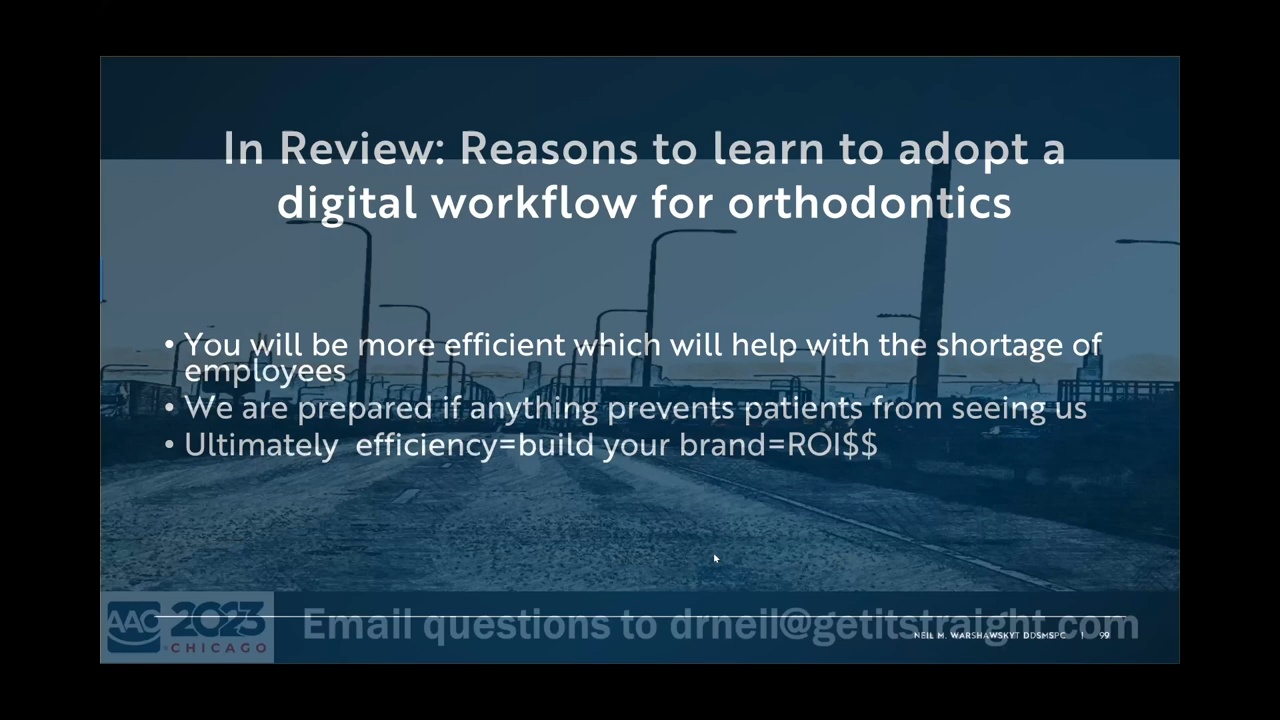 In Review: Reasons to learn to adopt a
digital workflow for orthodontics
• You will be more efficient which will help with the shortage of
employees
• We are prepared if anything prevents patients from seeing us
• Ultimately  efficiency=build your brand=ROI$$
AAO 2023
CHICAGO
Email questions to drneil@getitstraight.com
NEIL M. WARSHAWSKYT DDSMSPC | 99